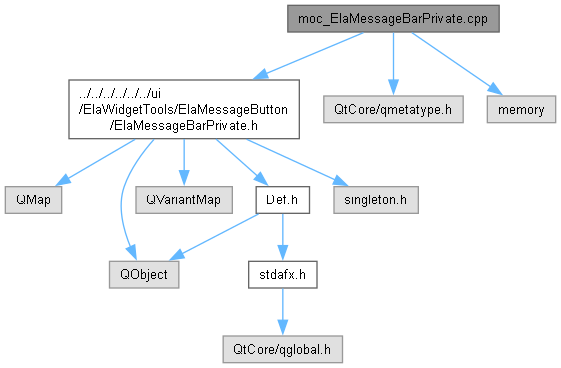 moc_ElaMessageBarPrivate.cpp
../../../../../../ui
/ElaWidgetTools/ElaMessageButton
/ElaMessageBarPrivate.h
QtCore/qmetatype.h
memory
QMap
QVariantMap
Def.h
singleton.h
QObject
stdafx.h
QtCore/qglobal.h